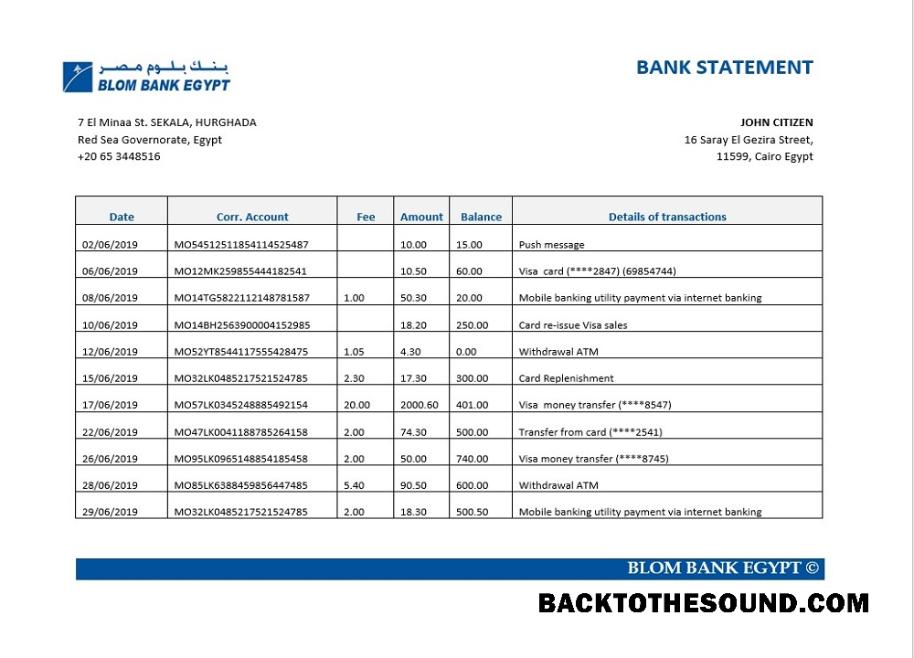 بنك بلوم مصر
BLOM BANK EGYPT
BANK STATEMENT
7 El Minaa St. SEKALA, HURGHADA
Red Sea Governorate, Egypt
+20 65 3448516
JOHN CITIZEN
16 Saray El Gezira Street,
11599, Cairo Egypt
Date Corr. Account Fee Amount Balance Details of transactions
02/06/2019 MO54512511854114525487 10.00 15.00 Push message
06/06/2019 MO12MK259855444182541 10.50 60.00 Visa card (****2847) (69854744)
08/06/2019 MO14TG5822112148781587 1.00 50.30 20.00 Mobile banking utility payment via internet banking
10/06/2019 MO14BH2563900004152985 18.20 250.00 Card re-issue Visa sales
12/06/2019 MO52YT8544117555428475 1.05 4.30 0.00 Withdrawal ATM
15/06/2019 MO32LK0485217521524785 2.30 17.30 300.00 Card Replenishment
17/06/2019 MO57LK0345248885492154 20.00 2000.60 401.00 Visa money transfer (****8547)
22/06/2019 MO47LK0041188785264158 2.00 74.30 500.00 Transfer from card (****2541)
26/06/2019 MO95LK0965148854185458 2.00 50.00 740.00 Visa money transfer (****8745)
28/06/2019 MO85LK6388459856447485 5.40 90.50 600.00 Withdrawal ATM
29/06/2019 MO32LK0485217521524785 2.00 18.30 500.50 Mobile banking utility payment via internet banking
BLOM BANK EGYPT ©
BACKTOTHESOUND.COM